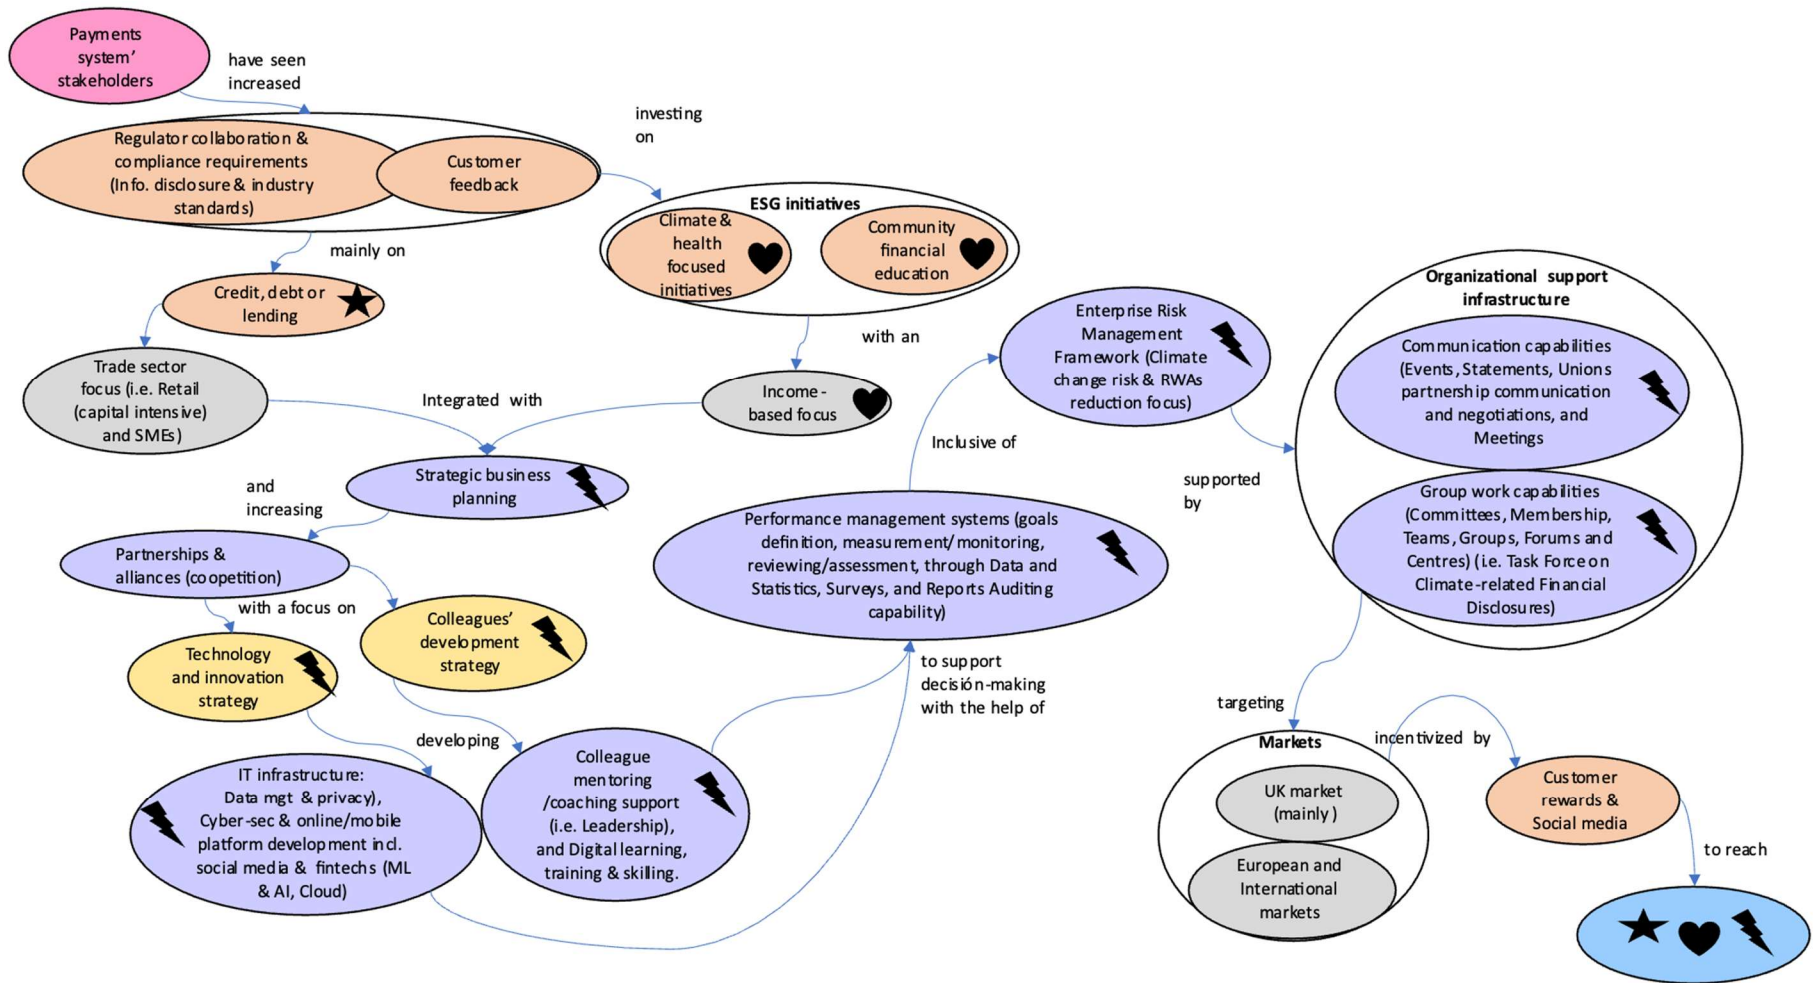 Payments
system’
stakeholders
have seen
increased
Regulator collaboration &
compliance requirements
(Info. disclosure & industry
standards)
Customer
feedback
investing
on
ESG initiatives
Climate &
health
focused
initiatives
Community
financial
education
mainly on
Credit, debt or
lending
with an
Trade sector
focus (i.e. Retail
(capital intensive)
and SMEs)
Integrated with
Income-
based focus
Strategic business
planning
and
increasing
Partnerships &
alliances (coopetition)
with a focus on
Technology
and innovation
strategy
Colleagues’
development
strategy
developing
IT infrastructure:
Data mgt & privacy),
Cyber-sec & online/mobile
platform development incl.
social media & fintechs (ML
& AI, Cloud)
Colleague
mentoring
/coaching support
(i.e. Leadership),
and Digital learning,
training & skilling.
to support
decisión-making
with the help of
Performance management systems (goals
definition, measurement/monitoring,
reviewing/assessment, through Data and
Statistics, Surveys, and Reports Auditing
capability)
Inclusive of
Enterprise Risk
Management
Framework (Climate
change risk & RWAs
reduction focus)
supported
by
Organizational support
infrastructure
Communication capabilities
(Events, Statements, Unions
partnership communication
and negotiations, and
Meetings
Group work capabilities
(Committees, Membership,
Teams, Groups, Forums and
Centres) (i.e. Task Force on
Climate-related Financial
Disclosures)
targeting
Markets
UK market
(mainly )
European and
International
markets
incentivized by
Customer
rewards &
Social media
to reach